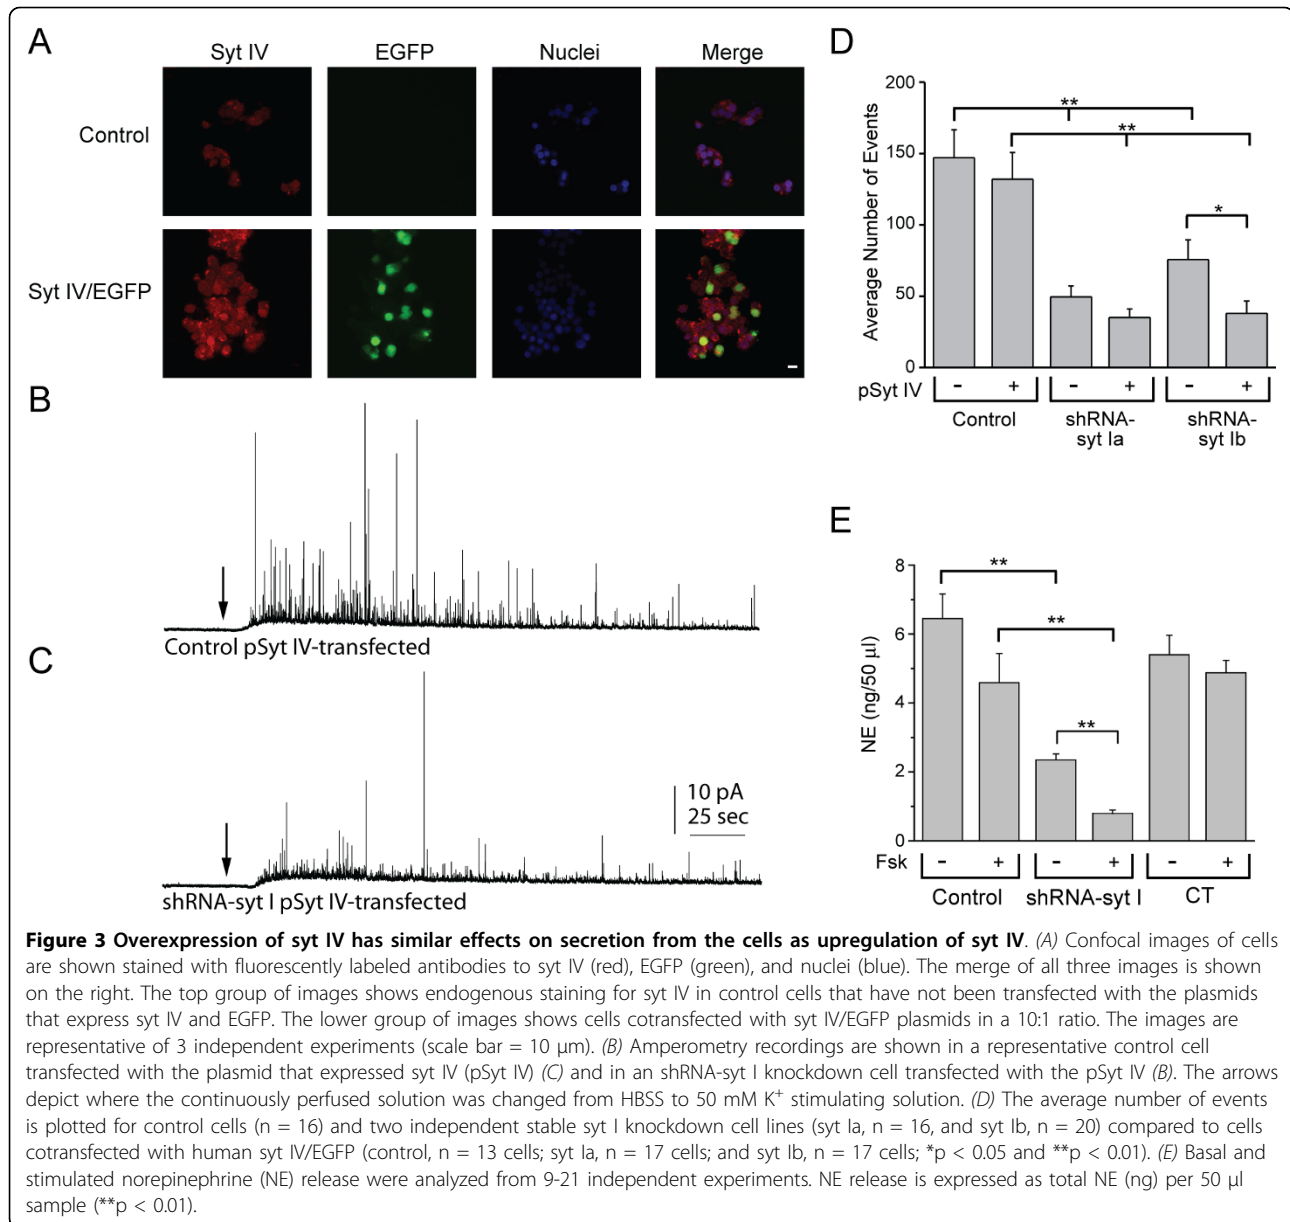 A
Syt IV EGFP Nuclei Merge
Control
Syt IV/EGFP
B
Control pSyt IV-transfected
C
10 pA
25 sec
shRNA-syt I pSyt IV-transfected
D
Average Number of Events
200
150
100
50
0
**
**
*
pSyt IV - + - + - +
Control shRNA- shRNA-
syt Ia syt Ib
E
NE (ng/50 µl)
8
6
4
2
0
**
**
**
Fsk - + - + - +
Control shRNA-syt I CT
Figure 3 Overexpression of syt IV has similar effects on secretion from the cells as upregulation of syt IV. (A) Confocal images of cells
are shown stained with fluorescently labeled antibodies to syt IV (red), EGFP (green), and nuclei (blue). The merge of all three images is shown
on the right. The top group of images shows endogenous staining for syt IV in control cells that have not been transfected with the plasmids
that express syt IV and EGFP. The lower group of images shows cells cotransfected with syt IV/EGFP plasmids in a 10:1 ratio. The images are
representative of 3 independent experiments (scale bar = 10 µm). (B) Amperometry recordings are shown in a representative control cell
transfected with the plasmid that expressed syt IV (pSyt IV) (C) and in an shRNA-syt I knockdown cell transfected with the pSyt IV (B). The arrows
depict where the continuously perfused solution was changed from HBSS to 50 mM K⁺ stimulating solution. (D) The average number of events
is plotted for control cells (n = 16) and two independent stable syt I knockdown cell lines (syt Ia, n = 16, and syt Ib, n = 20) compared to cells
cotransfected with human syt IV/EGFP (control, n = 13 cells; syt Ia, n = 17 cells; and syt Ib, n = 17 cells; *p < 0.05 and **p < 0.01). (E) Basal and
stimulated norepinephrine (NE) release were analyzed from 9-21 independent experiments. NE release is expressed as total NE (ng) per 50 µl
sample (**p < 0.01).